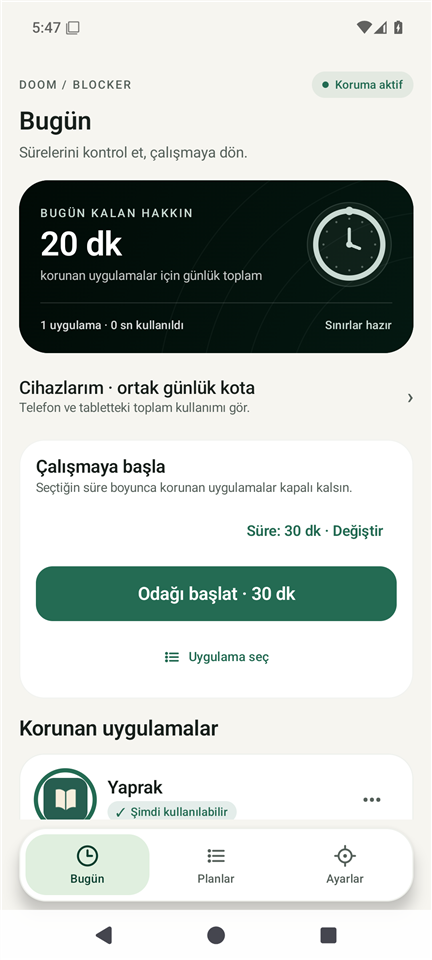 5:47
DOOM / BLOCKER
Koruma aktif
Bugün
Sürelerini kontrol et, çalışmaya dön.
BUGÜN KALAN HAKKIN
20 dk
korunan uygulamalar için günlük toplam
1 uygulama · 0 sn kullanıldı
Sınırlar hazır
Cihazlarım · ortak günlük kota
Telefon ve tabletteki toplam kullanımı gör.
Çalışmaya başla
Seçtiğin süre boyunca korunan uygulamalar kapalı kalsın.
Süre: 30 dk · Değiştir
Odağı başlat · 30 dk
Uygulama seç
Korunan uygulamalar
Yaprak
✓ Şimdi kullanılabilir
Bugün
Planlar
Ayarlar